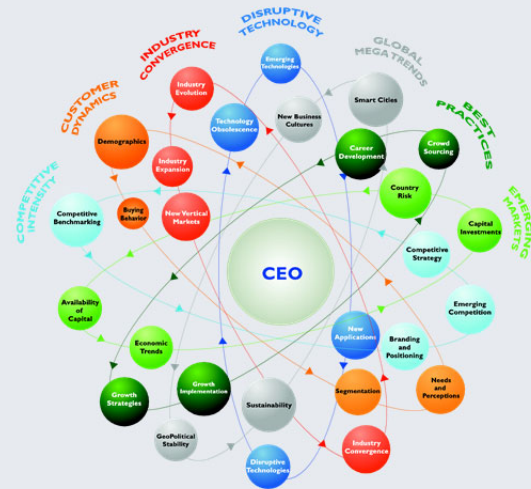 DISRUPTIVE
TECHNOLOGY
INDUSTRY
CONVERGENCE
GLOBAL
MEGA TRENDS
CUSTOMER
DYNAMICS
BEST
PRACTICES
COMPETITIVE
INTENSITY
EMERGING
MARKETS
Emerging
Technologies
Industry
Evolution
Smart Cities
New Business
Cultures
Technology
Obsolescence
Demographics
Career
Development
Crowd
Sourcing
Industry
Expansion
Country
Risk
Competitive
Benchmarking
Buying
Behavior
New Vertical
Markets
Capital
Investments
Competitive
Strategy
CEO
Availability
of
Capital
Emerging
Competition
Economic
Trends
New
Applications
Branding
and
Positioning
Growth
Strategies
Growth
Implementation
Segmentation
Needs
and
Perceptions
Sustainability
GeoPolitical
Stability
Industry
Convergence
Disruptive
Technologies